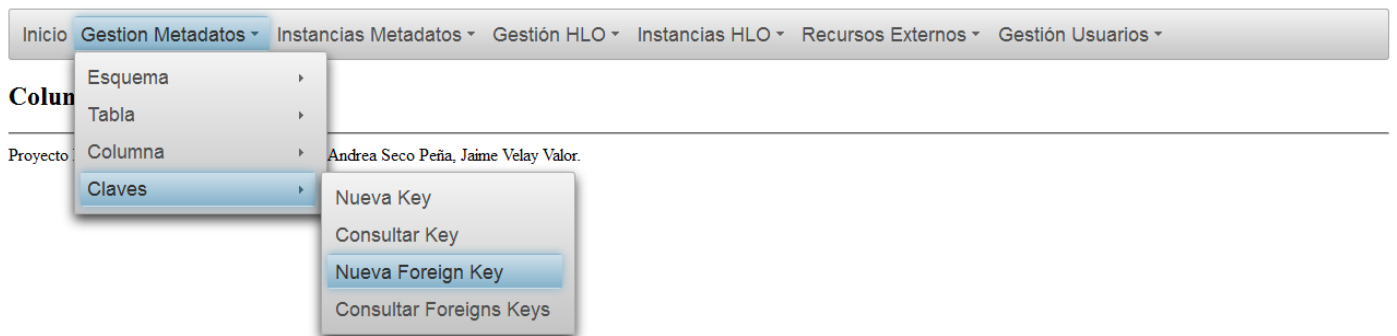 Inicio Gestion Metadatos Instancias Metadatos Gestión HLO Instancias HLO Recursos Externos Gestión Usuarios
Esquema
Tabla
Columna
Claves
Nueva Key
Consultar Key
Nueva Foreign Key
Consultar Foreigns Keys
Proyecto
Andrea Seco Peña, Jaime Velay Valor.